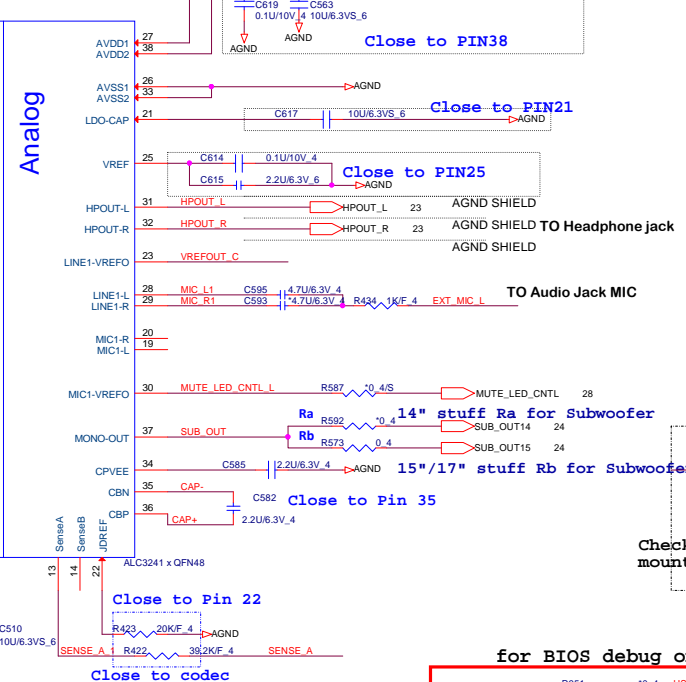 C619 C563
0.1U/10V_4 10U/6.3VS_6
AGND AGND
Close to PIN38
AVDD1 27
AVDD2 38
AVSS1 26
AVSS2 33
AGND
LDO-CAP 21
C617 10U/6.3VS_6
Close to PIN21
AGND
Analog
VREF 25
C614 0.1U/10V_4
C615 2.2U/6.3V_6
Close to PIN25
AGND
HPOUT-L 31 HPOUT_L HPOUT_L 23
AGND SHIELD
HPOUT-R 32 HPOUT_R HPOUT_R 23
AGND SHIELD TO Headphone jack
AGND SHIELD
LINE1-VREFO 23 VREFOUT_C
LINE1-L 28 MIC_L1 C595 4.7U/6.3V_4
LINE1-R 29 MIC_R1 C593 *4.7U/6.3V_4 R434 1K/F_4 EXT_MIC_L
TO Audio Jack MIC
MIC1-R 20
MIC1-L 19
MIC1-VREFO 30 MUTE_LED_CNTL_L R587 *0_4/S MUTE_LED_CNTL 28
Ra
14" stuff Ra for Subwoofer
R592 *0_4 SUB_OUT14 24
MONO-OUT 37 SUB_OUT
Rb
R573 0_4 SUB_OUT15 24
CPVEE 34 C585 2.2U/6.3V_4 AGND
15"/17" stuff Rb for Subwoofe
CBN 35 CAP-
C582
2.2U/6.3V_4
Close to Pin 35
CBP 36 CAP+
SenseA SenseB JDREF
13 14 22
ALC3241 x QFN48
Check
mount
Close to Pin 22
C510
10U/6.3VS_6
R423 20K/F_4 AGND
SENSE_A_1 R422 39.2K/F_4 SENSE_A
Close to codec
for BIOS debug o